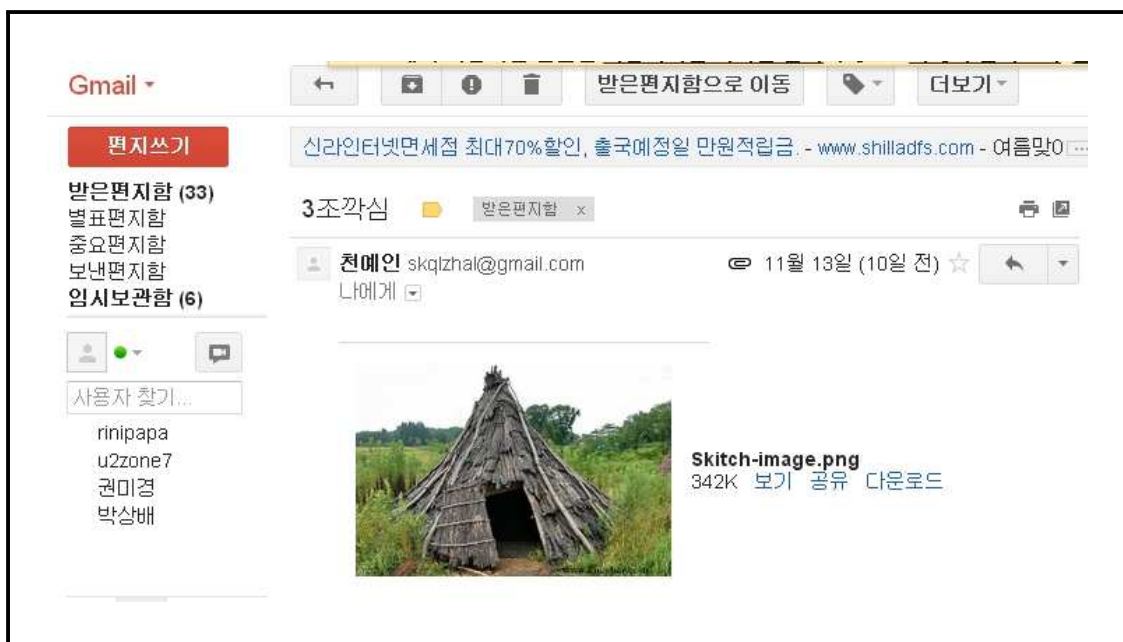 Gmail
받은편지함으로 이동
더보기
편지쓰기
신라인터넷면세점 최대70%할인, 출국예정일 만원적립금. - www.shilladfs.com - 여름맞이
받은편지함 (33)
별표편지함
중요편지함
보낸편지함
임시보관함 (6)
3조깍심
받은편지함 x
천예인 skqlzhal@gmail.com
11월 13일 (10일 전)
나에게
사용자 찾기...
rinipapa
u2zone7
권미경
박상배
Skitch-image.png
342K 보기 공유 다운로드